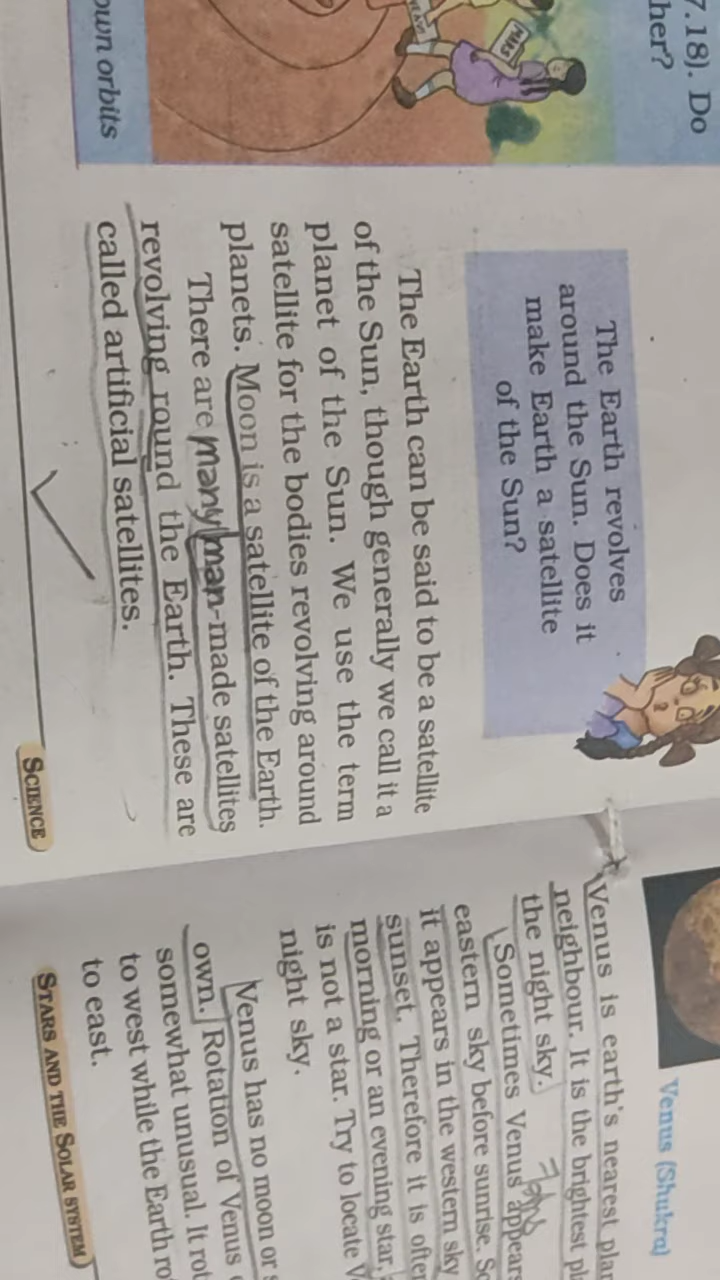 7.18). Do
her?
MARS
own orbits
The Earth revolves
around the Sun. Does it
make Earth a satellite
of the Sun?
The Earth can be said to be a satellite
of the Sun, though generally we call it a
planet of the Sun. We use the term
satellite for the bodies revolving around
planets. Moon is a satellite of the Earth.
There are many man-made satellites
revolving round the Earth. These are
called artificial satellites.
SCIENCE
Venus (Shukra)
Venus is earth's nearest plan
neighbour. It is the brightest pl
the night sky.
Sometimes Venus appear
eastern sky before sunrise. So
it appears in the western sky
sunset. Therefore it is ofte
morning or an evening star,
is not a star. Try to locate V
night sky.
Venus has no moon or s
own. Rotation of Venus
somewhat unusual. It rot
to west while the Earth ro
to east.
STARS AND THE SOLAR SYSTEM